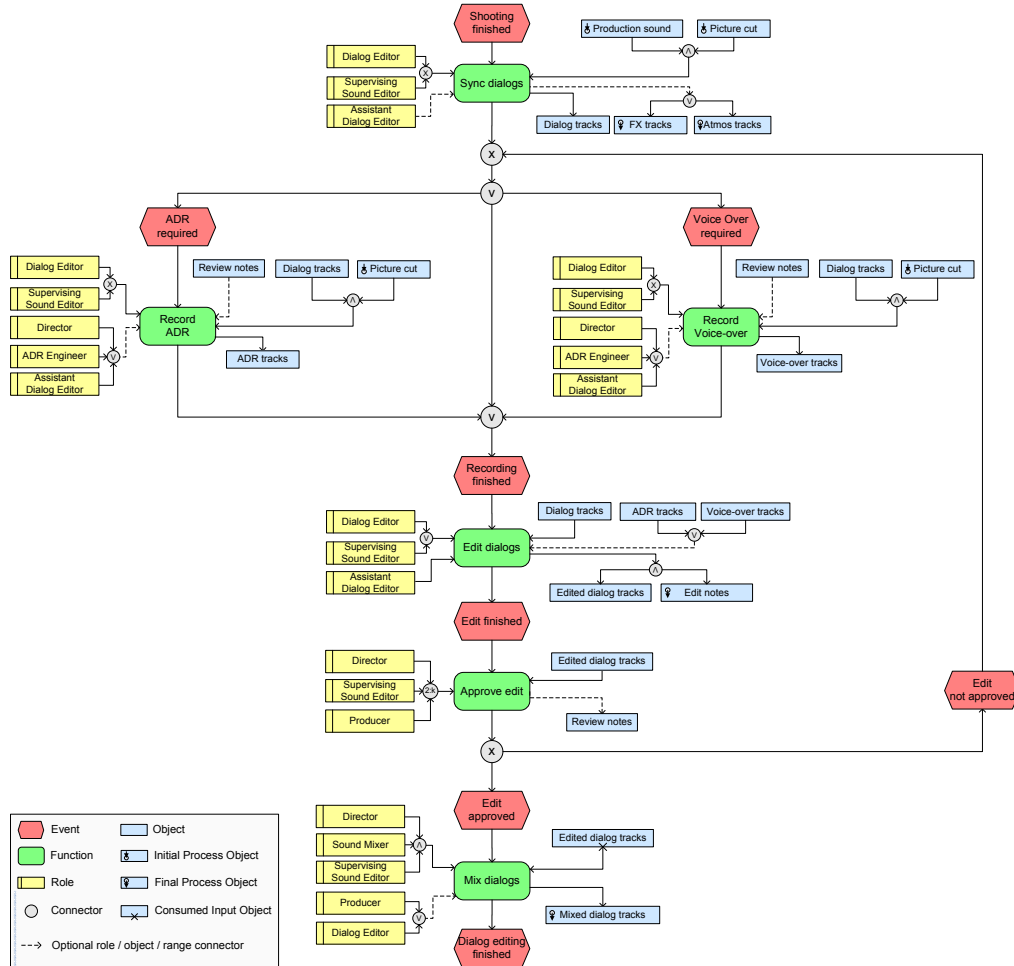 Shooting
finished
Production sound
Picture cut
Λ
Dialog Editor
Supervising
Sound Editor
X
Assistant
Dialog Editor
Sync dialogs
V
Dialog tracks
FX tracks
Atmos tracks
X
V
ADR
required
Voice Over
required
Dialog Editor
Supervising
Sound Editor
X
Director
ADR Engineer
Assistant
Dialog Editor
V
Review notes
Dialog tracks
Picture cut
Λ
Record
ADR
ADR tracks
Dialog Editor
Supervising
Sound Editor
X
Director
ADR Engineer
Assistant
Dialog Editor
V
Review notes
Dialog tracks
Picture cut
Λ
Record
Voice-over
Voice-over tracks
V
Recording
finished
Dialog Editor
Supervising
Sound Editor
V
Assistant
Dialog Editor
Dialog tracks
ADR tracks
Voice-over tracks
V
Edit dialogs
Λ
Edited dialog tracks
Edit notes
Edit finished
Director
Supervising
Sound Editor
Producer
2:k
Approve edit
Edited dialog tracks
Review notes
Edit
not approved
X
Edit
approved
Director
Sound Mixer
Supervising
Sound Editor
Λ
Producer
Dialog Editor
V
Edited dialog tracks
Mix dialogs
Mixed dialog tracks
Dialog editing
finished
Event
Object
Function
Initial Process Object
Role
Final Process Object
Connector
Consumed Input Object
Optional role / object / range connector